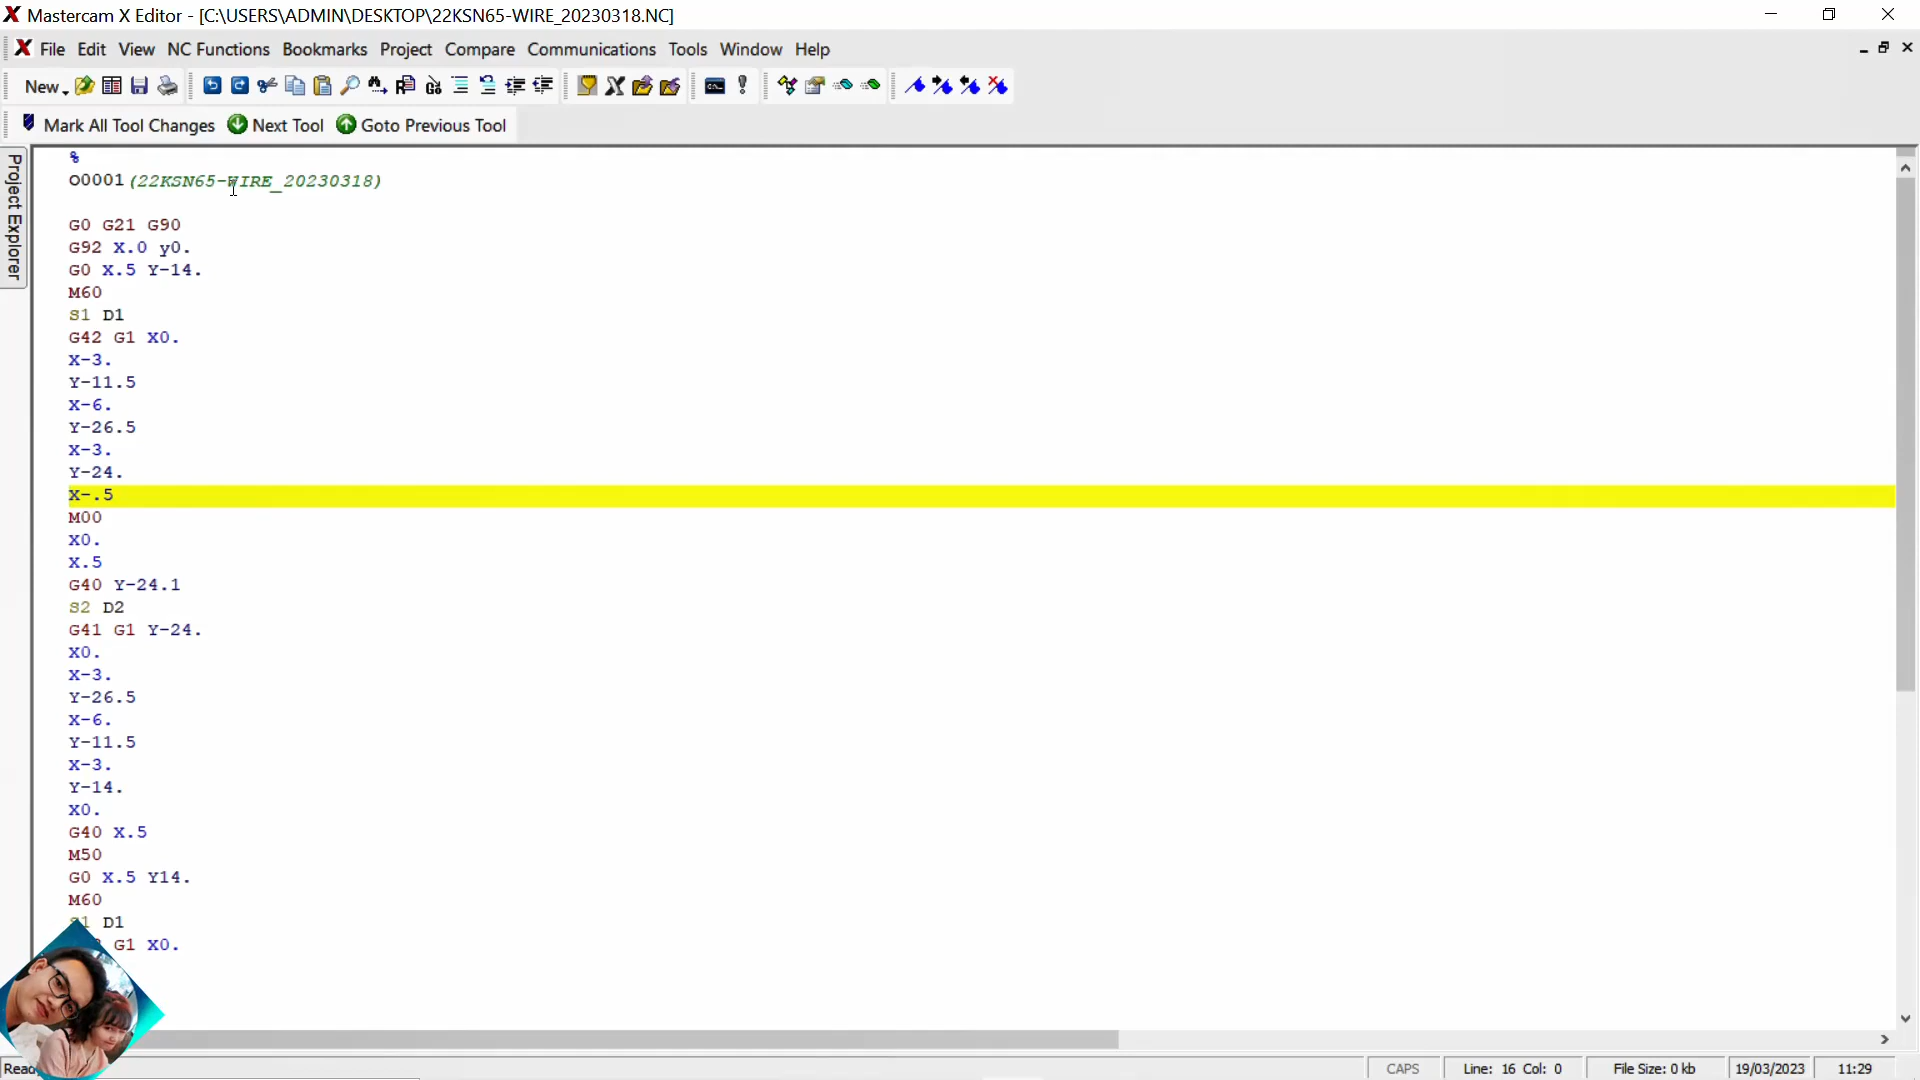 Mastercam X Editor - [C:\USERS\ADMIN\DESKTOP\22KSN65-WIRE_20230318.NC]
File Edit View NC Functions Bookmarks Project Compare Communications Tools Window Help
New
Mark All Tool Changes Next Tool Goto Previous Tool
Project Explorer
%
O0001(22KSN65-WIRE_20230318)
G0 G21 G90
G92 X.0 y0.
G0 X.5 Y-14.
M60
S1 D1
G42 G1 X0.
X-3.
Y-11.5
X-6.
Y-26.5
X-3.
Y-24.
X-.5
M00
X0.
X.5
G40 Y-24.1
S2 D2
G41 G1 Y-24.
X0.
X-3.
Y-26.5
X-6.
Y-11.5
X-3.
Y-14.
X0.
G40 X.5
M50
G0 X.5 Y14.
M60
D1
G1 X0.
CAPS Line: 16 Col: 0 File Size: 0 kb 19/03/2023 11:29